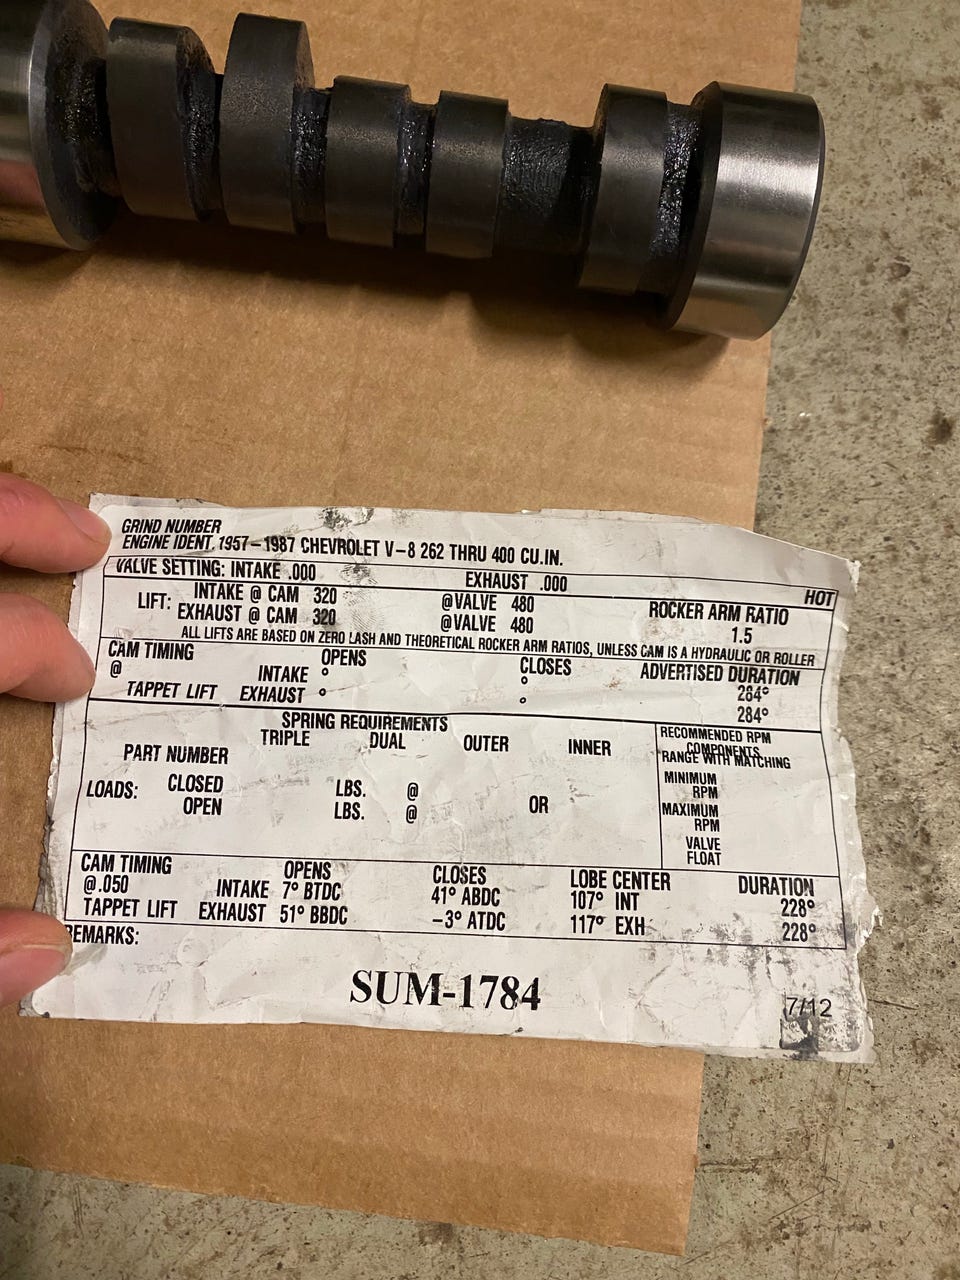 GRIND NUMBER
ENGINE IDENT. 1957-1987 CHEVROLET V-8 262 THRU 400 CU.IN.
VALVE SETTING: INTAKE .000 EXHAUST .000 HOT
LIFT: INTAKE @ CAM 320 @VALVE 480 ROCKER ARM RATIO
EXHAUST @ CAM 320 @VALVE 480 1.5
ALL LIFTS ARE BASED ON ZERO LASH AND THEORETICAL ROCKER ARM RATIOS, UNLESS CAM IS A HYDRAULIC OR ROLLER
CAM TIMING OPENS CLOSES ADVERTISED DURATION
@ INTAKE ° ° 284°
TAPPET LIFT EXHAUST ° ° 284°
SPRING REQUIREMENTS
TRIPLE DUAL OUTER INNER
PART NUMBER
LOADS: CLOSED LBS. @
OPEN LBS. @ OR
RECOMMENDED RPM
COMPONENTS
RANGE WITH MATCHING
MINIMUM
RPM
MAXIMUM
RPM
VALVE
FLOAT
CAM TIMING OPENS CLOSES LOBE CENTER DURATION
@.050 INTAKE 7° BTDC 41° ABDC 107° INT 228°
TAPPET LIFT EXHAUST 51° BBDC -3° ATDC 117° EXH 228°
REMARKS:
SUM-1784
7/12